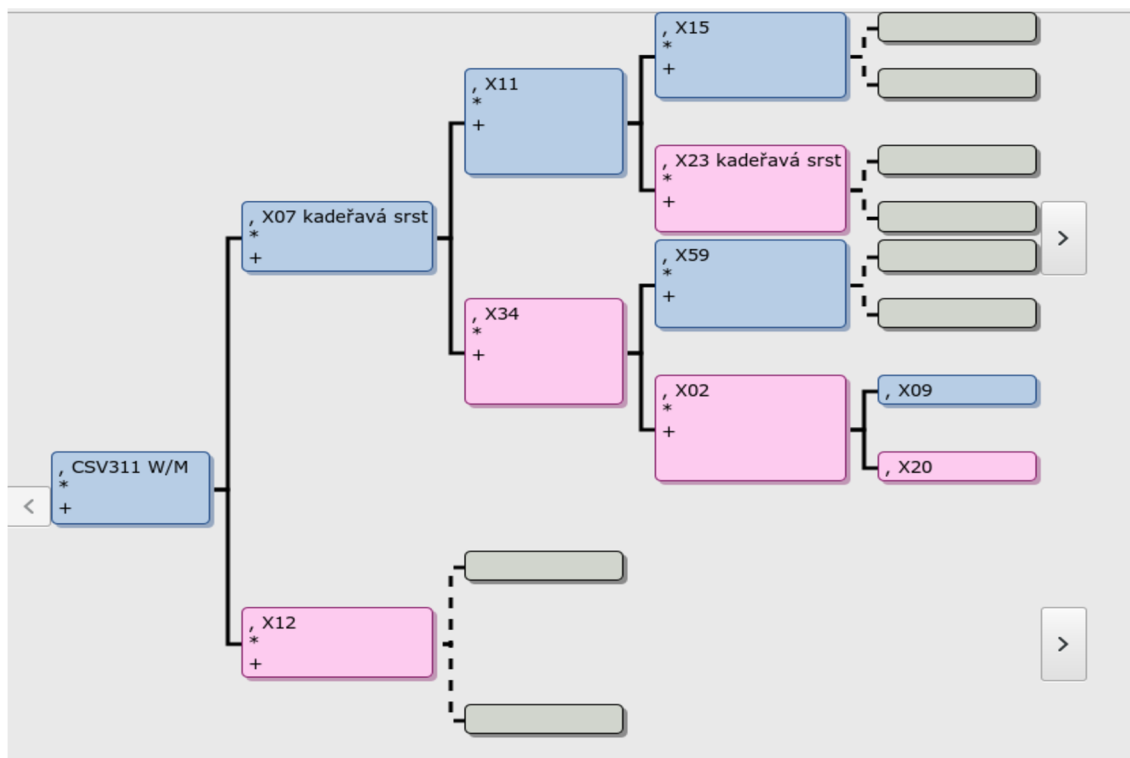 , X15
*
+
, X11
*
+
, X23 kadeřavá srst
*
+
, X07 kadeřavá srst
*
+
>
, X59
*
+
, X34
*
+
, X02
*
+
, X09
, X20
, CSV311 W/M
*
+
<
, X12
*
+
>